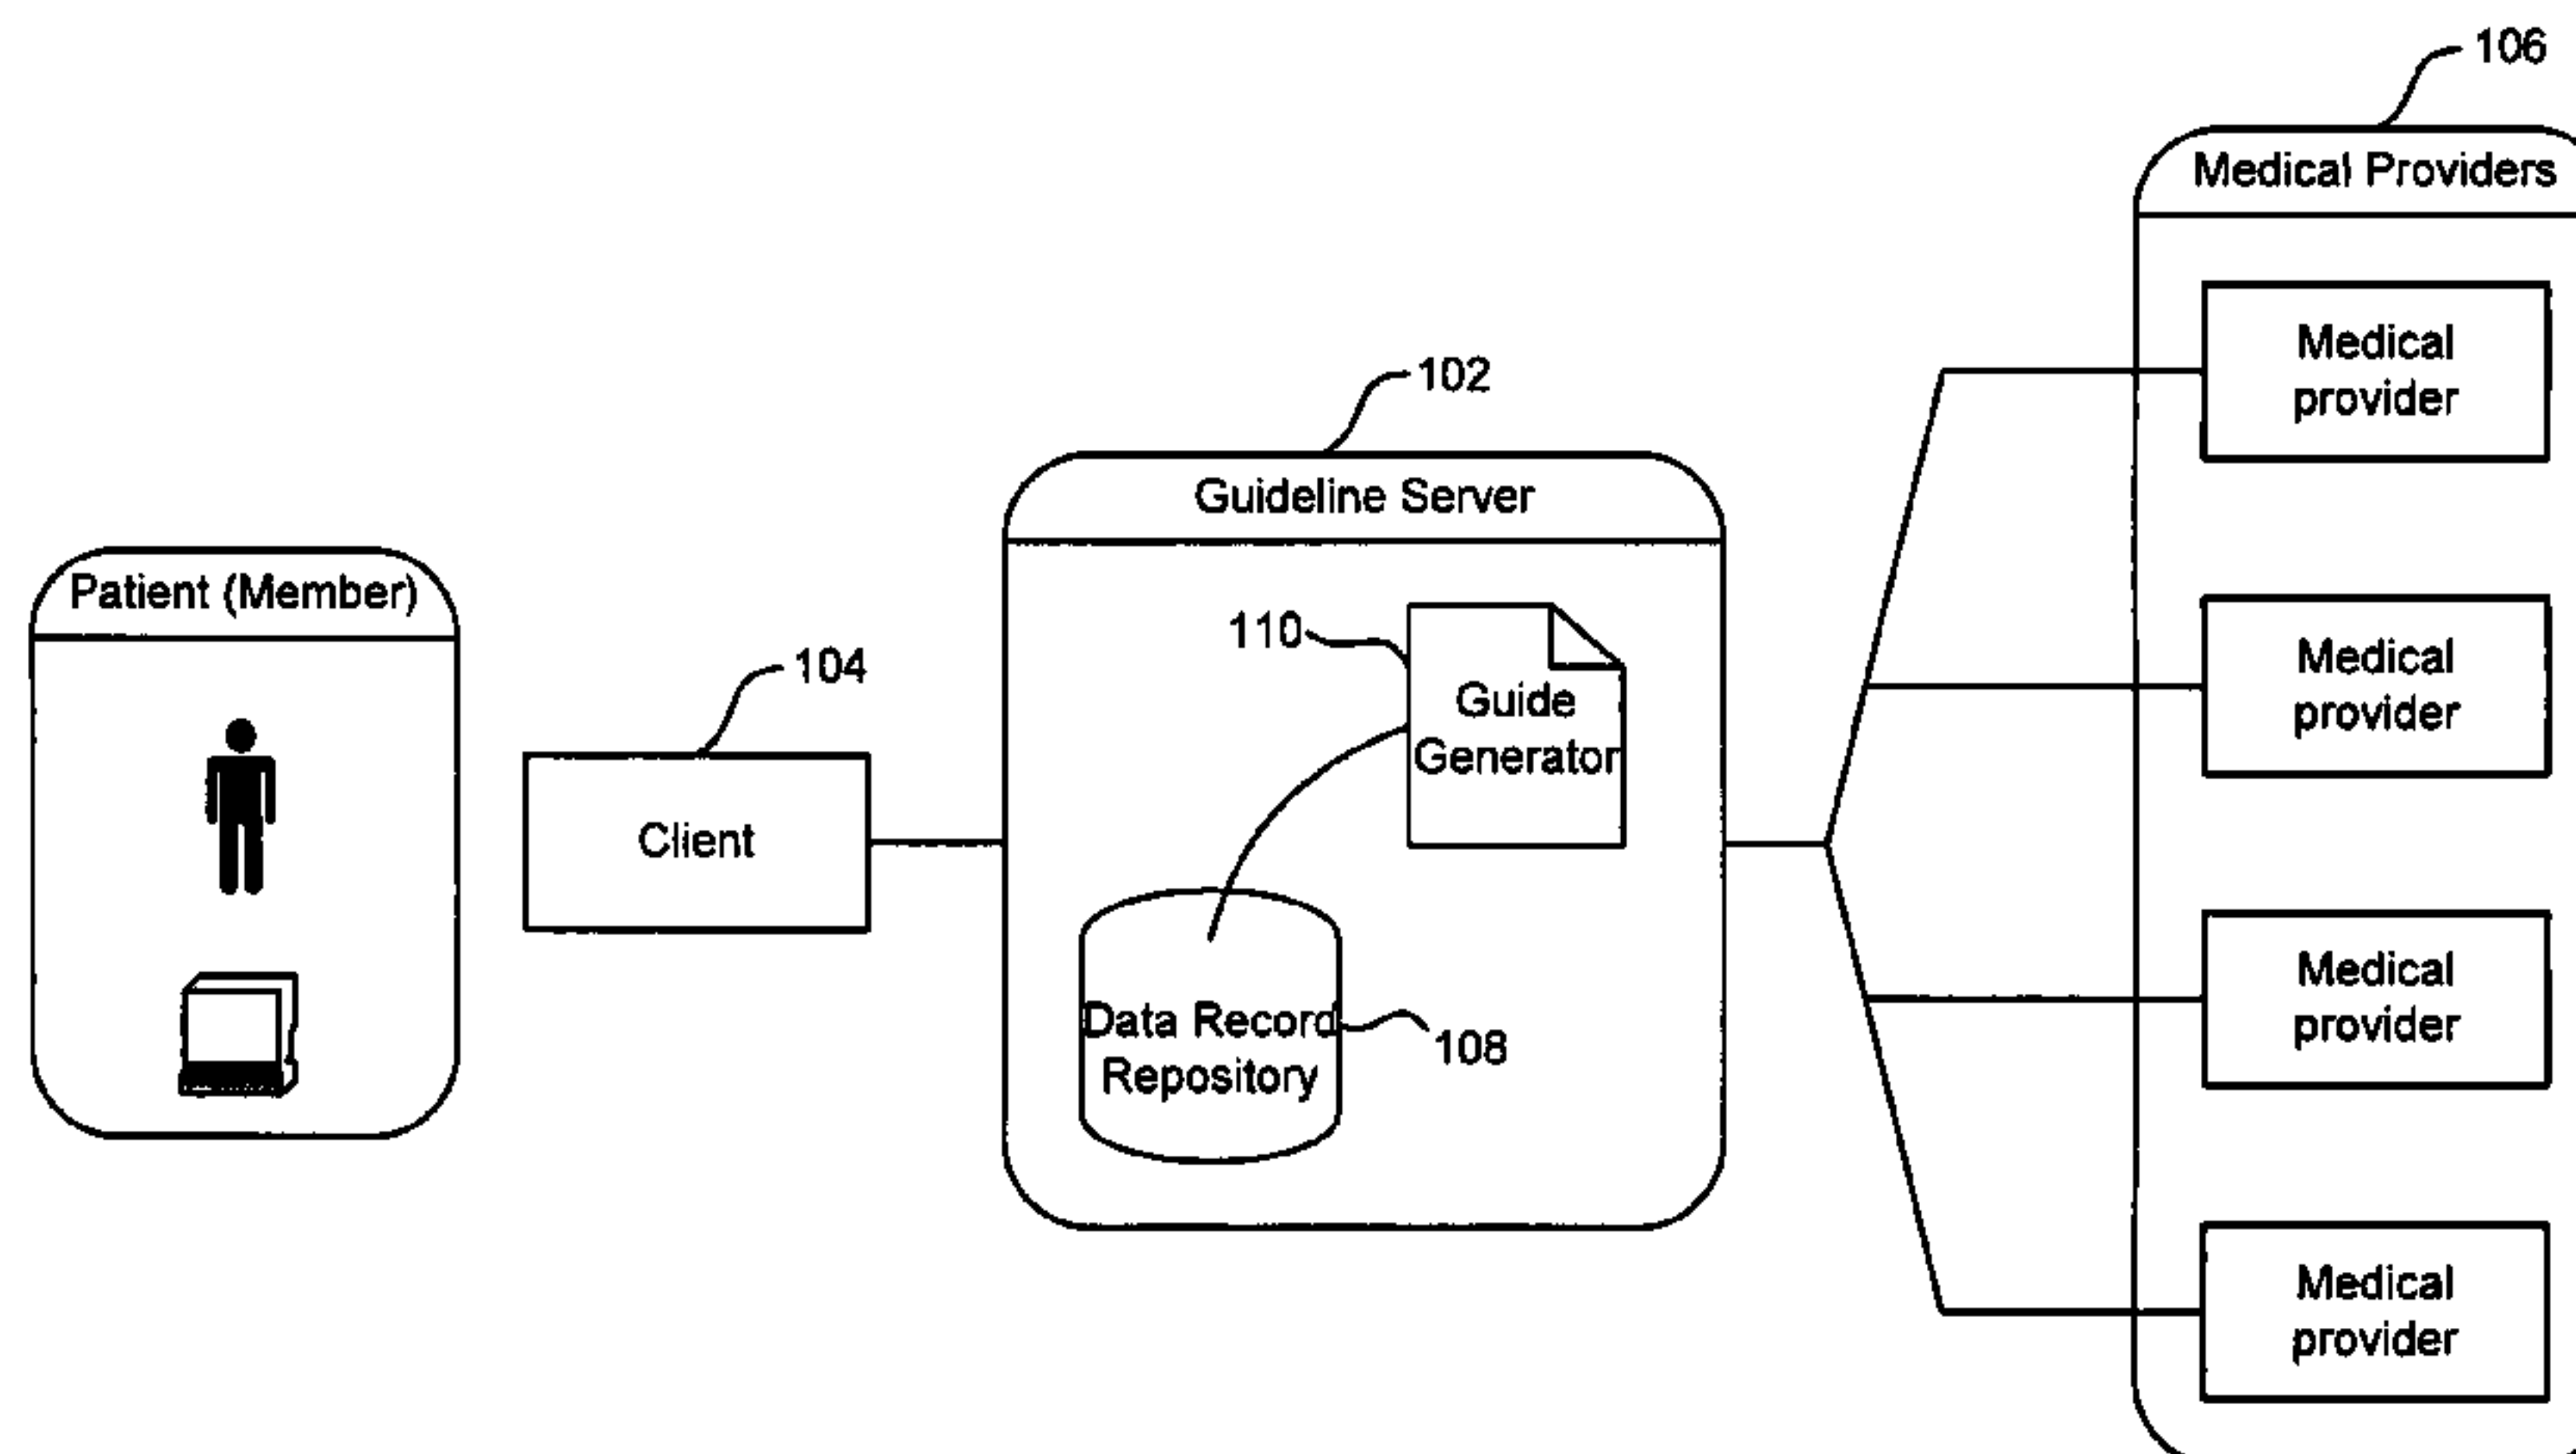 106
Medical Providers
Medical
provider
102
Guideline Server
Patient (Member)
110
Guide
Generator
Medical
provider
104
Client
Data Record
Repository
108
Medical
provider
Medical
provider